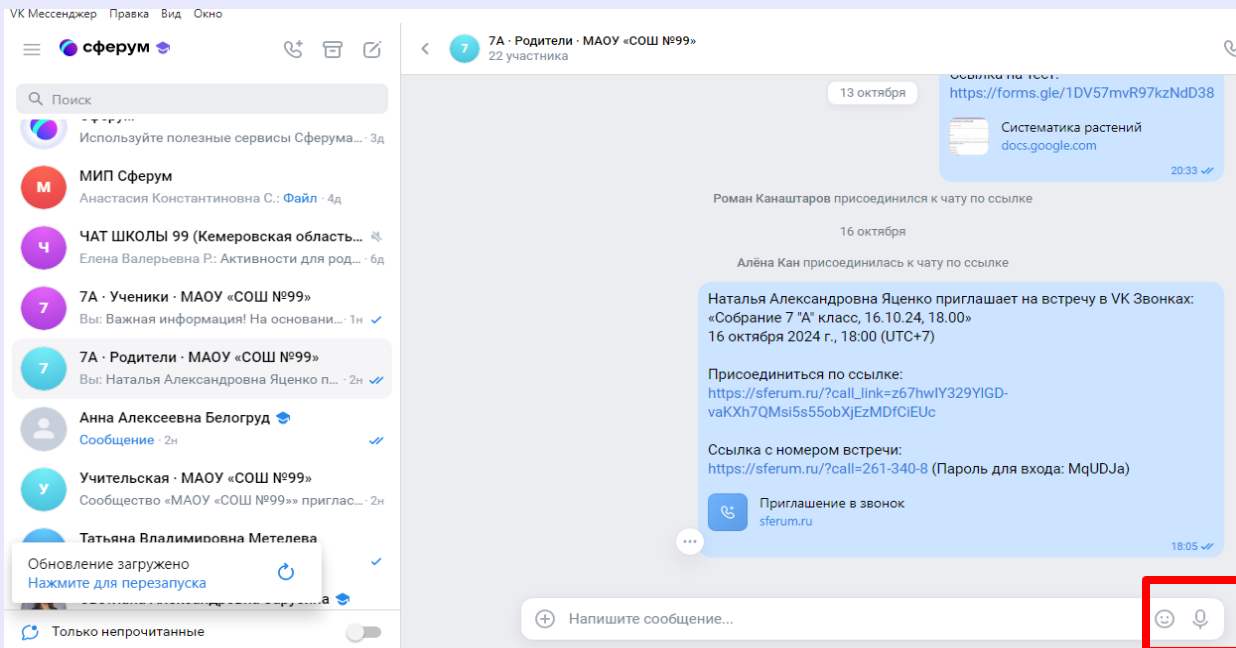 VK Мессенджер Правка Вид Окно
сферум
Поиск
Используйте полезные сервисы Сферума... · 3д
М
МИП Сферум
Анастасия Константиновна С.: Файл · 4д
Ч
ЧАТ ШКОЛЫ 99 (Кемеровская область...
Елена Валерьевна Р.: Активности для род... · 6д
7
7А · Ученики · МАОУ «СОШ №99»
Вы: Важная информация! На основани... · 1н
7
7А · Родители · МАОУ «СОШ №99»
Вы: Наталья Александровна Яценко п... · 2н
Анна Алексеевна Белогруд
Сообщение · 2н
У
Учительская · МАОУ «СОШ №99»
Сообщество «МАОУ «СОШ №99»» приглас... · 2н
Татьяна Владимировна Метелева
Обновление загружено
Нажмите для перезапуска
Только непрочитанные
7
7А · Родители · МАОУ «СОШ №99»
22 участника
13 октября
Ссылка на тест:
https://forms.gle/1DV57mvR97kzNdD38
Систематика растений
docs.google.com
20:33
Роман Канаштаров присоединился к чату по ссылке
16 октября
Алёна Кан присоединилась к чату по ссылке
Наталья Александровна Яценко приглашает на встречу в VK Звонках:
«Собрание 7 "А" класс, 16.10.24, 18.00»
16 октября 2024 г., 18:00 (UTC+7)
Присоединиться по ссылке:
https://sferum.ru/?call_link=z67hwIY329YIGD-
vaKXh7QMsi5s55obXjEzMDfCiEUc
Ссылка с номером встречи:
https://sferum.ru/?call=261-340-8 (Пароль для входа: MqUDJa)
Приглашение в звонок
sferum.ru
18:05
Напишите сообщение...